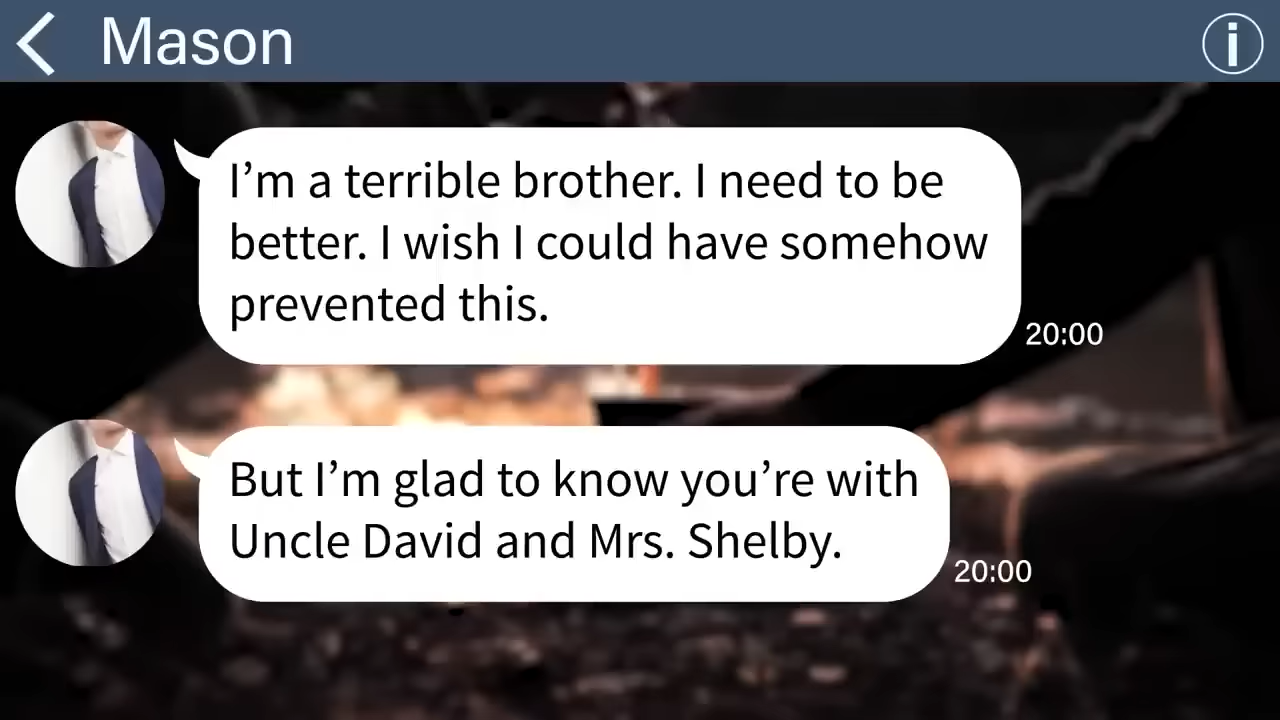 Mason
I’m a terrible brother. I need to be
better. I wish I could have somehow
prevented this.
20:00
But I’m glad to know you’re with
Uncle David and Mrs. Shelby.
20:00